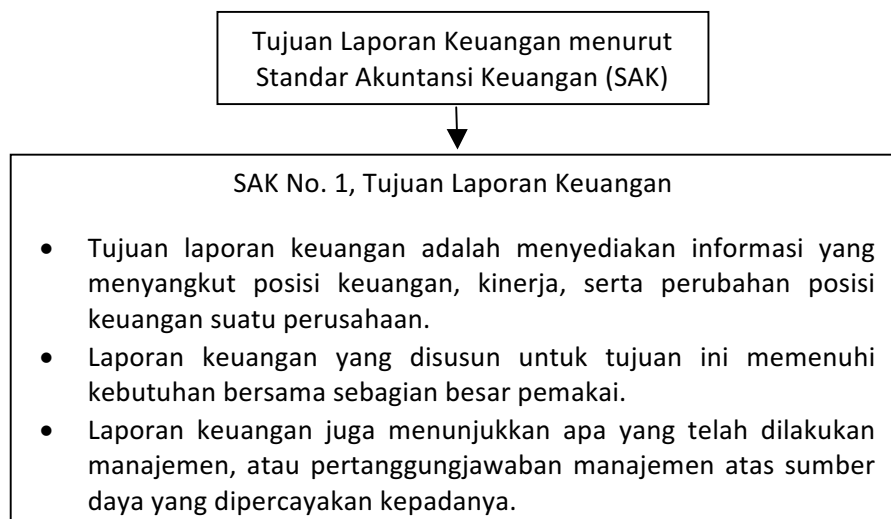 Tujuan Laporan Keuangan menurut
Standar Akuntansi Keuangan (SAK)
SAK No. 1, Tujuan Laporan Keuangan
• Tujuan laporan keuangan adalah menyediakan informasi yang
menyangkut posisi keuangan, kinerja, serta perubahan posisi
keuangan suatu perusahaan.
• Laporan keuangan yang disusun untuk tujuan ini memenuhi
kebutuhan bersama sebagian besar pemakai.
• Laporan keuangan juga menunjukkan apa yang telah dilakukan
manajemen, atau pertanggungjawaban manajemen atas sumber
daya yang dipercayakan kepadanya.